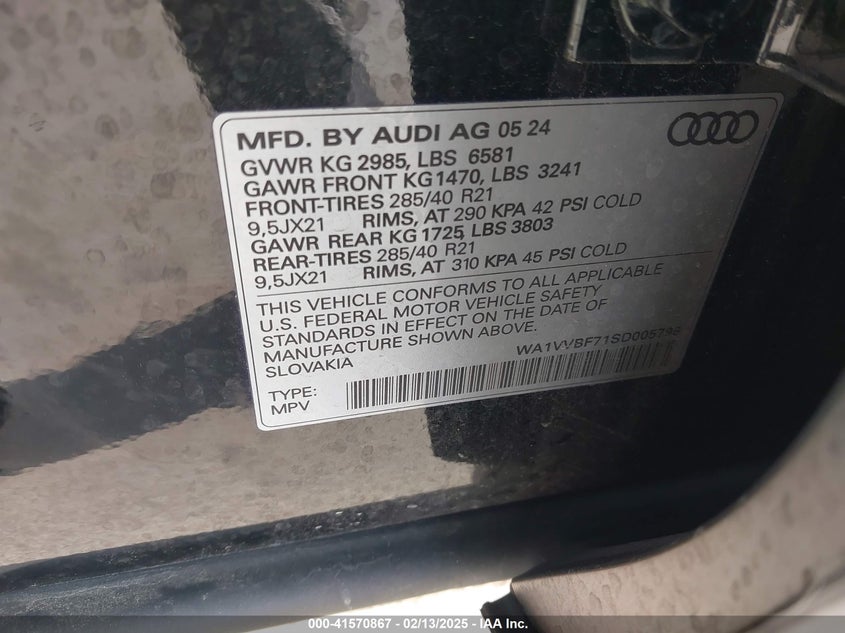 MFD. BY AUDI AG 05 24
GVWR KG 2985, LBS 6581
GAWR FRONT KG1470, LBS 3241
FRONT-TIRES 285/40 R21
9,5JX21 RIMS, AT 290 KPA 42 PSI COLD
GAWR REAR KG 1725, LBS 3803
REAR-TIRES 285/40 R21
9,5JX21 RIMS, AT 310 KPA 45 PSI COLD
THIS VEHICLE CONFORMS TO ALL APPLICABLE
U.S. FEDERAL MOTOR VEHICLE SAFETY
STANDARDS IN EFFECT ON THE DATE OF
MANUFACTURE SHOWN ABOVE.
SLOVAKIA
WA1VVBF71SD005798
TYPE:
MPV
000-41570867 - 02/13/2025 - IAA Inc.